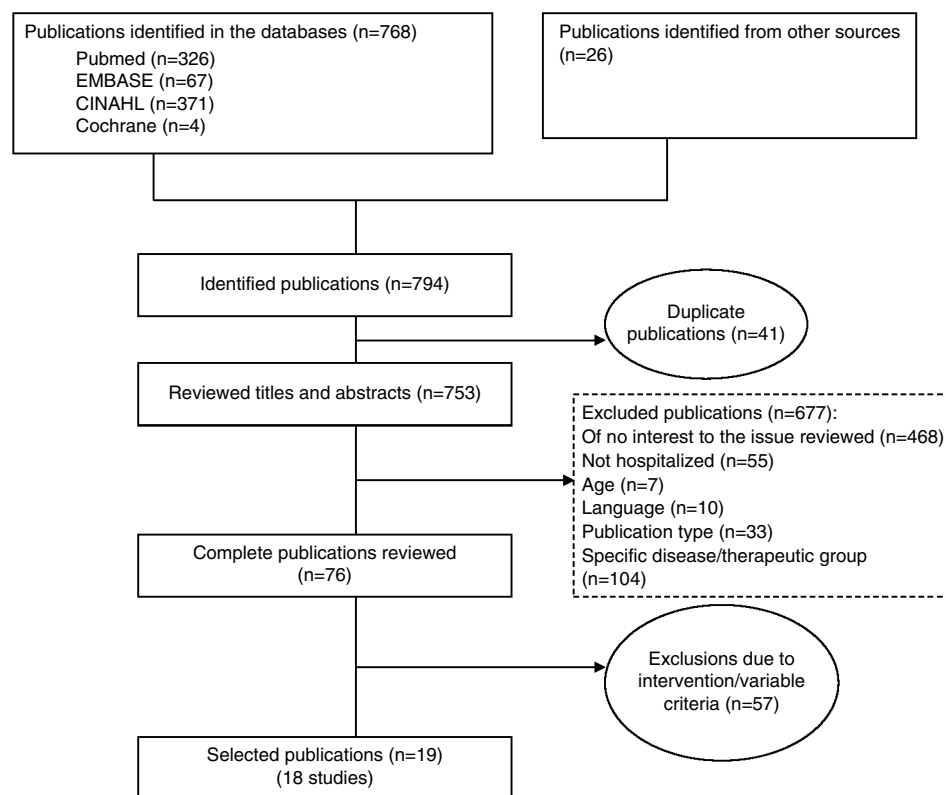 Publications identified in the databases (n=768)
Pubmed (n=326)
EMBASE (n=67)
CINAHL (n=371)
Cochrane (n=4)
Publications identified from other sources
(n=26)
Identified publications (n=794)
Duplicate
publications (n=41)
Reviewed titles and abstracts (n=753)
Excluded publications (n=677):
Of no interest to the issue reviewed (n=468)
Not hospitalized (n=55)
Age (n=7)
Language (n=10)
Publication type (n=33)
Specific disease/therapeutic group
(n=104)
Complete publications reviewed
(n=76)
Exclusions due to
intervention/variable
criteria (n=57)
Selected publications (n=19)
(18 studies)